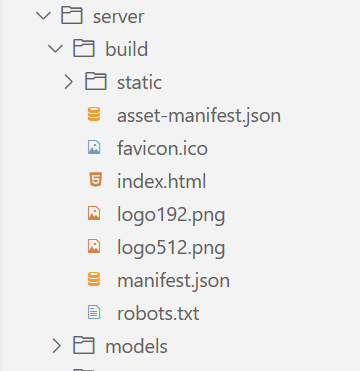 server
build
static
asset-manifest.json
favicon.ico
index.html
logo192.png
logo512.png
manifest.json
robots.txt
models